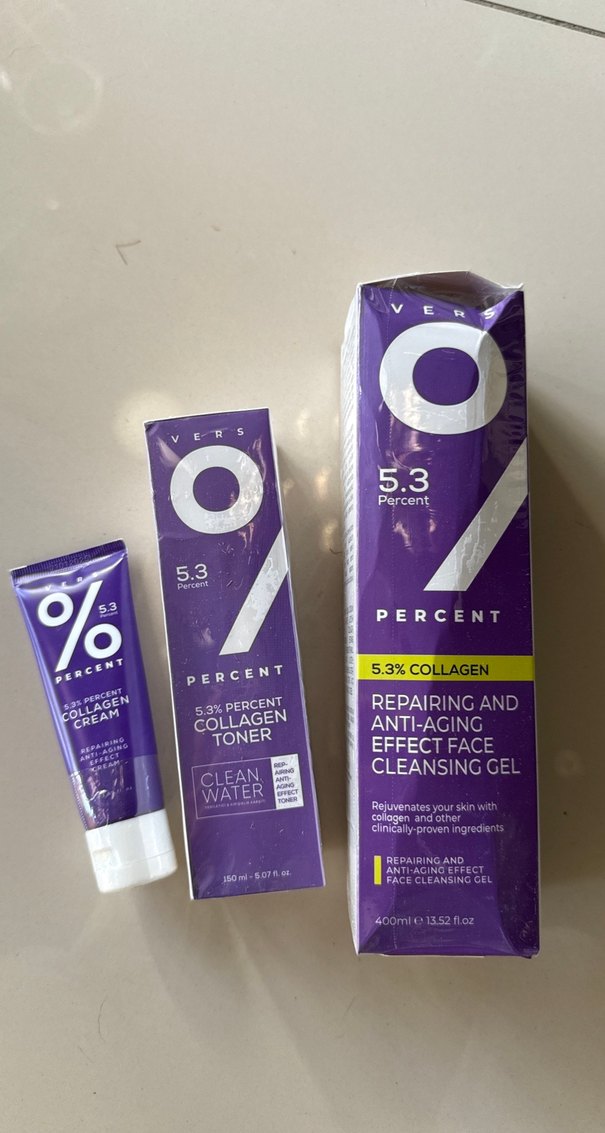 VERS
%
5.3
Percent
PERCENT
5.3% PERCENT
COLLAGEN
CREAM
REPAIRING
ANTI-AGING
EFFECT
CREAM
VERS
%
5.3
Percent
PERCENT
5.3% PERCENT
COLLAGEN
TONER
CLEAN
WATER
REP-
AIRING
ANTI-
AGING
EFFECT
TONER
150 ml - 5.07 fl. oz.
VERS
%
5.3
Percent
PERCENT
5.3% COLLAGEN
REPAIRING AND
ANTI-AGING
EFFECT FACE
CLEANSING GEL
Rejuvenates your skin with
collagen and other
clinically-proven ingredients
REPAIRING AND
ANTI-AGING EFFECT
FACE CLEANSING GEL
400ml ℮ 13.52 fl.oz